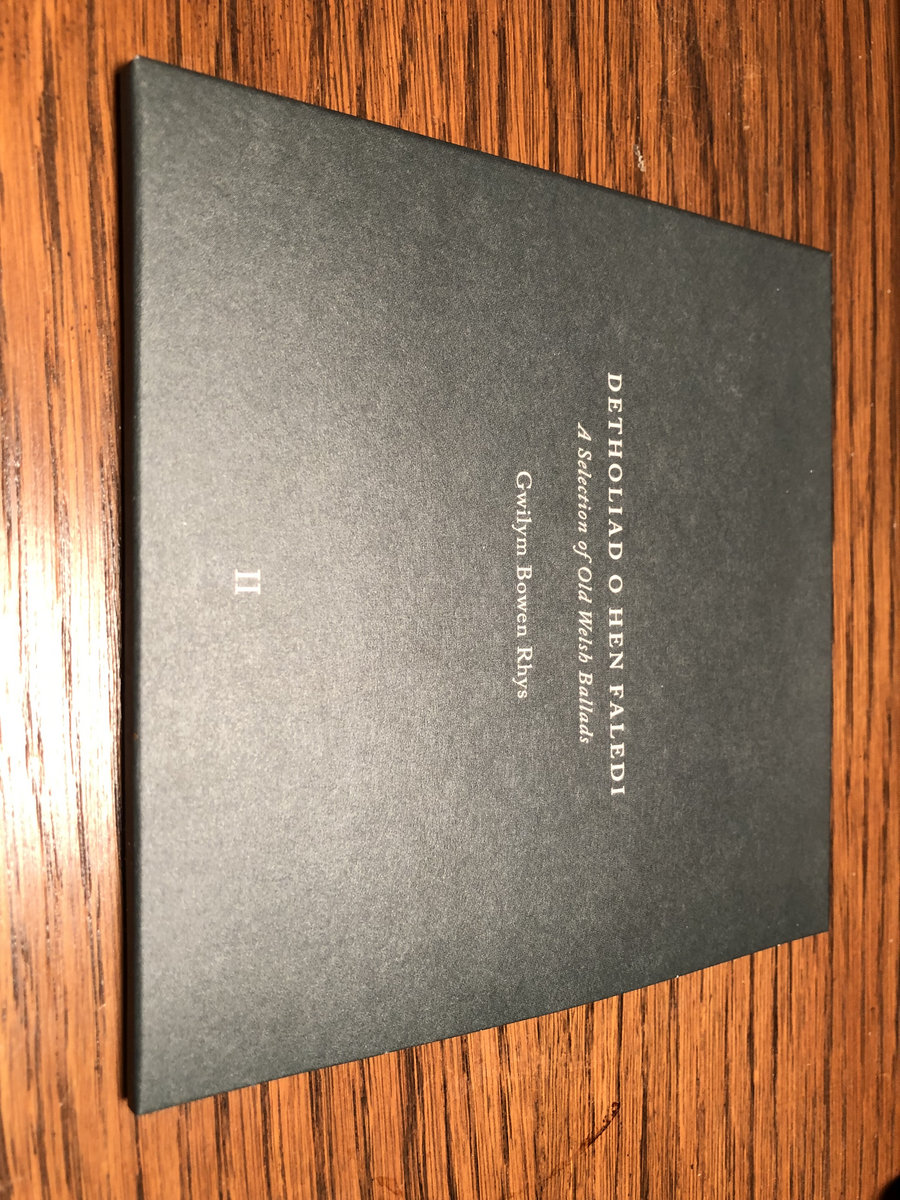 DETHOLIAD O HEN FALEDI
A Selection of Old Welsh Ballads
Gwilym Bowen Rhys
II